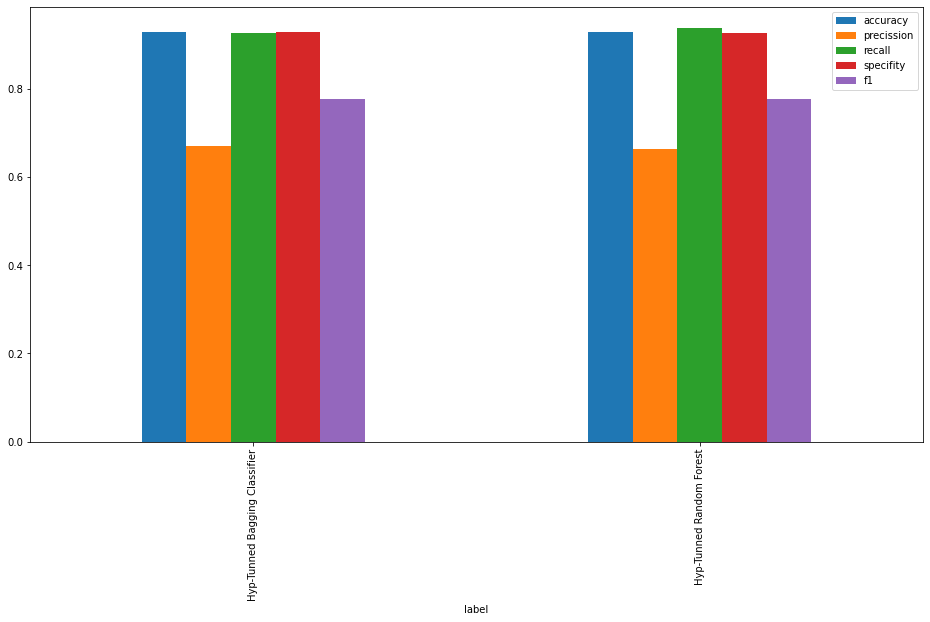 accuracy
precission
recall
specifity
f1
0.8
0.6
0.4
0.2
0.0
Hyp-Tunned Bagging Classifier
Hyp-Tunned Random Forest
label